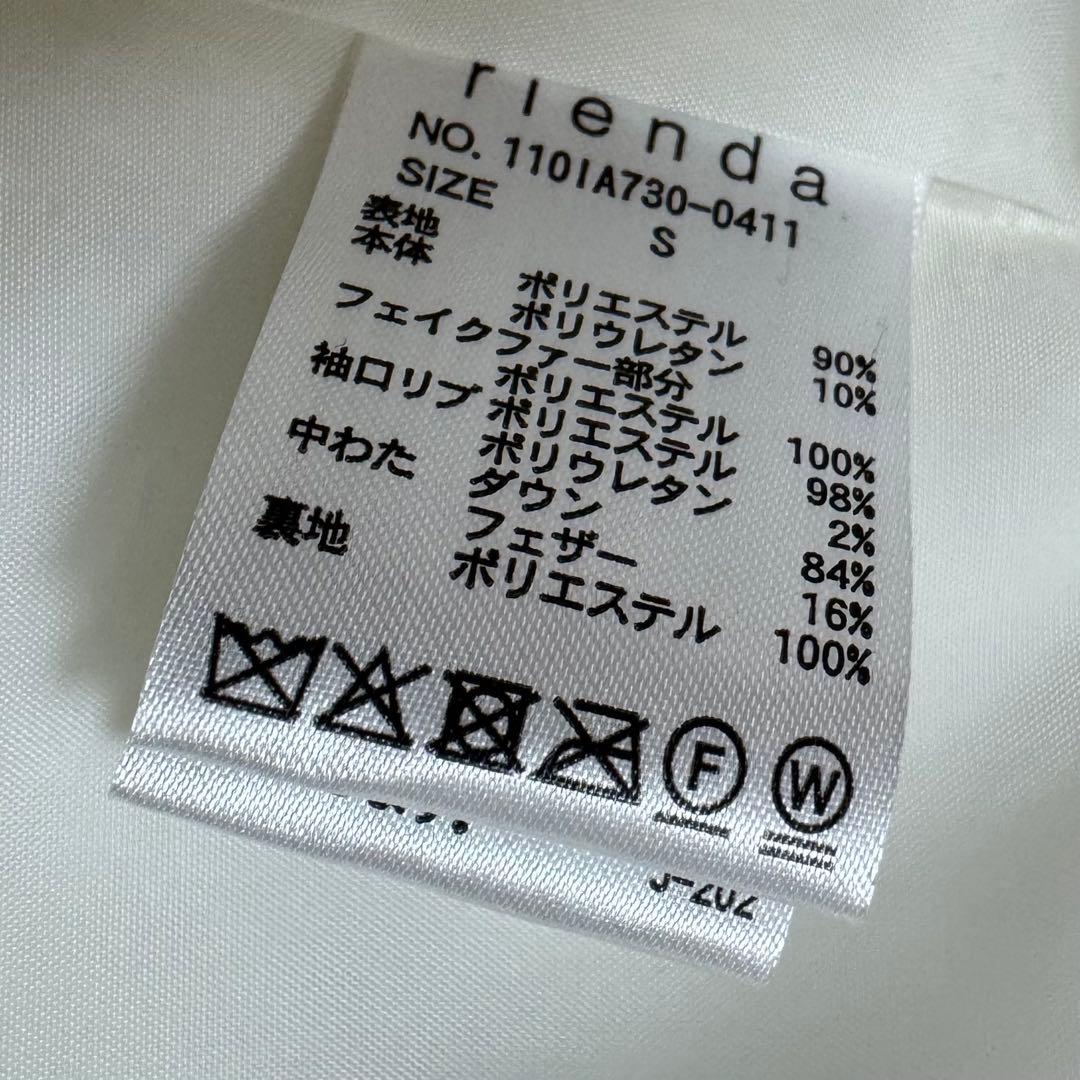 rienda
NO. 110IA730-0411
SIZE S
表地
本体 ポリエステル 90%
ポリウレタン 10%
フェイクファー部分
ポリエステル 100%
袖口リブ ポリエステル 98%
ポリウレタン 2%
中わた ダウン 84%
フェザー 16%
裏地 ポリエステル 100%
F W
J-202